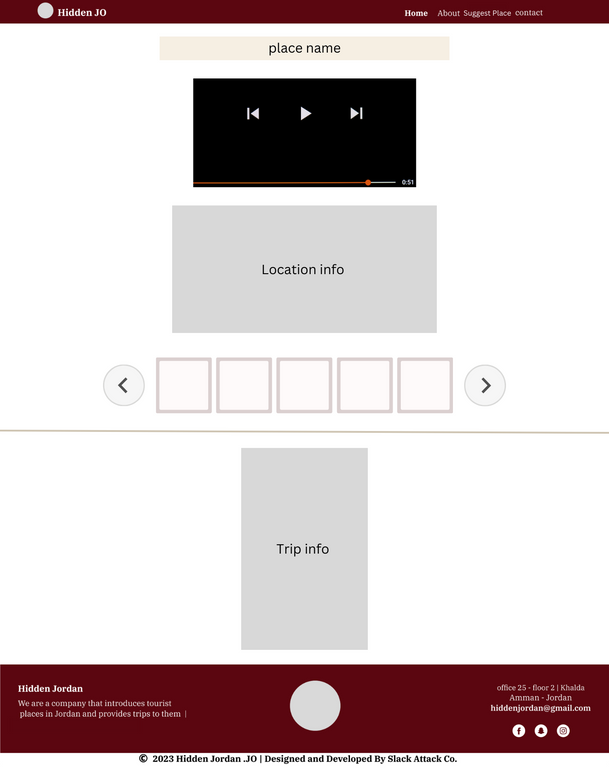 Hidden JO
Home About Suggest Place contact
place name
0:51
Location info
Trip info
Hidden Jordan
We are a company that introduces tourist
places in Jordan and provides trips to them |
office 25 - floor 2 | Khalda
Amman - Jordan
hiddenjordan@gmail.com
© 2023 Hidden Jordan .JO | Designed and Developed By Slack Attack Co.